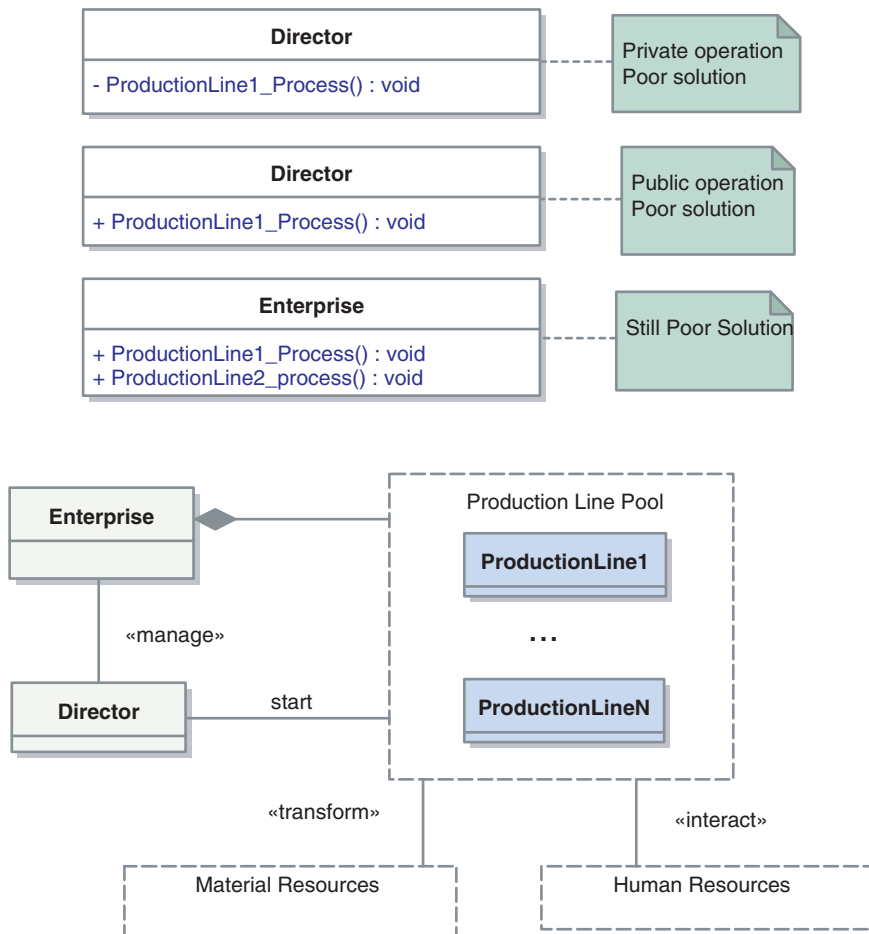 Director
- ProductionLine1_Process() : void
Private operation
Poor solution
Director
+ ProductionLine1_Process() : void
Public operation
Poor solution
Enterprise
+ ProductionLine1_Process() : void
+ ProductionLine2_process() : void
Still Poor Solution
Enterprise
Production Line Pool
ProductionLine1
...
«manage»
Director
start
ProductionLineN
«transform»
«interact»
Material Resources
Human Resources